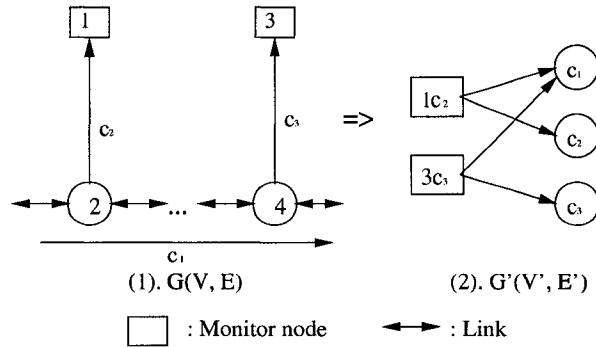 1 3
c₂ c₃ =>
2 ... 4
c₁
1c₂ c₁
c₂
3c₃ c₃
(1). G(V, E) (2). G'(V', E')
: Monitor node : Link